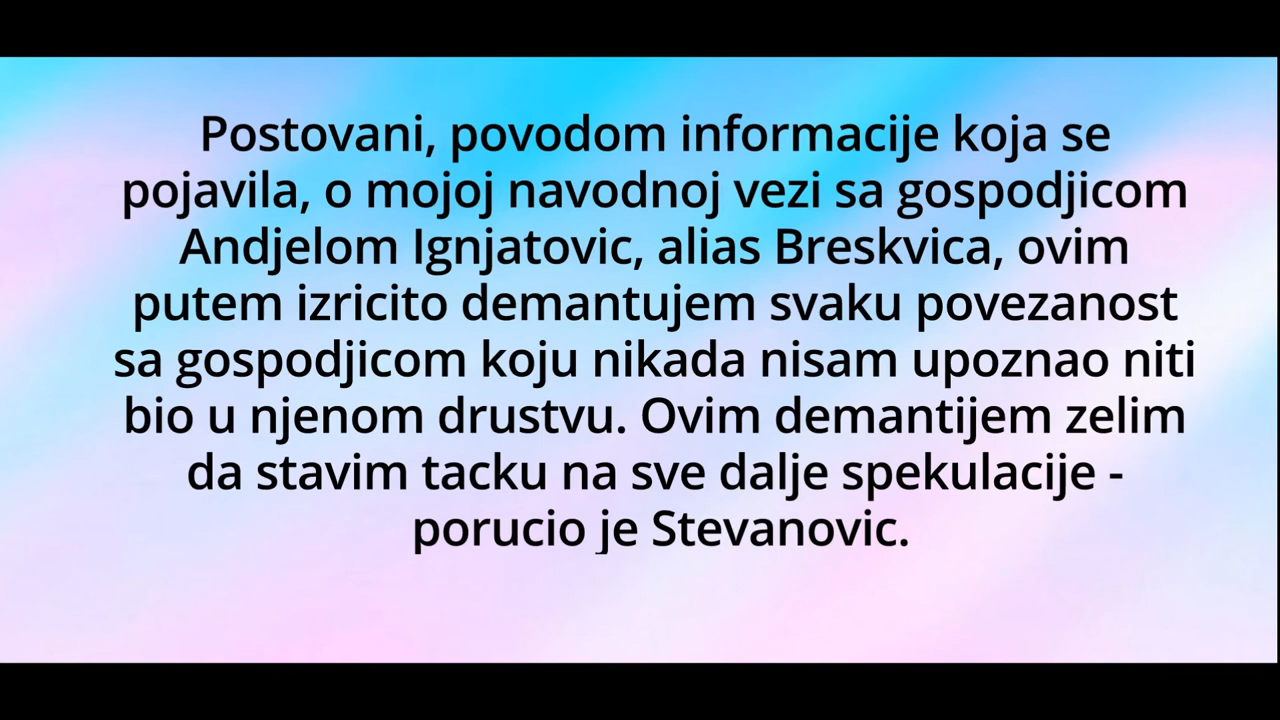 Postovani, povodom informacije koja se
pojavila, o mojoj navodnoj vezi sa gospodjicom
Andjelom Ignjatovic, alias Breskvica, ovim
putem izricito demantujem svaku povezanost
sa gospodjicom koju nikada nisam upoznao niti
bio u njenom drustvu. Ovim demantijem zelim
da stavim tacku na sve dalje spekulacije -
porucio je Stevanovic.